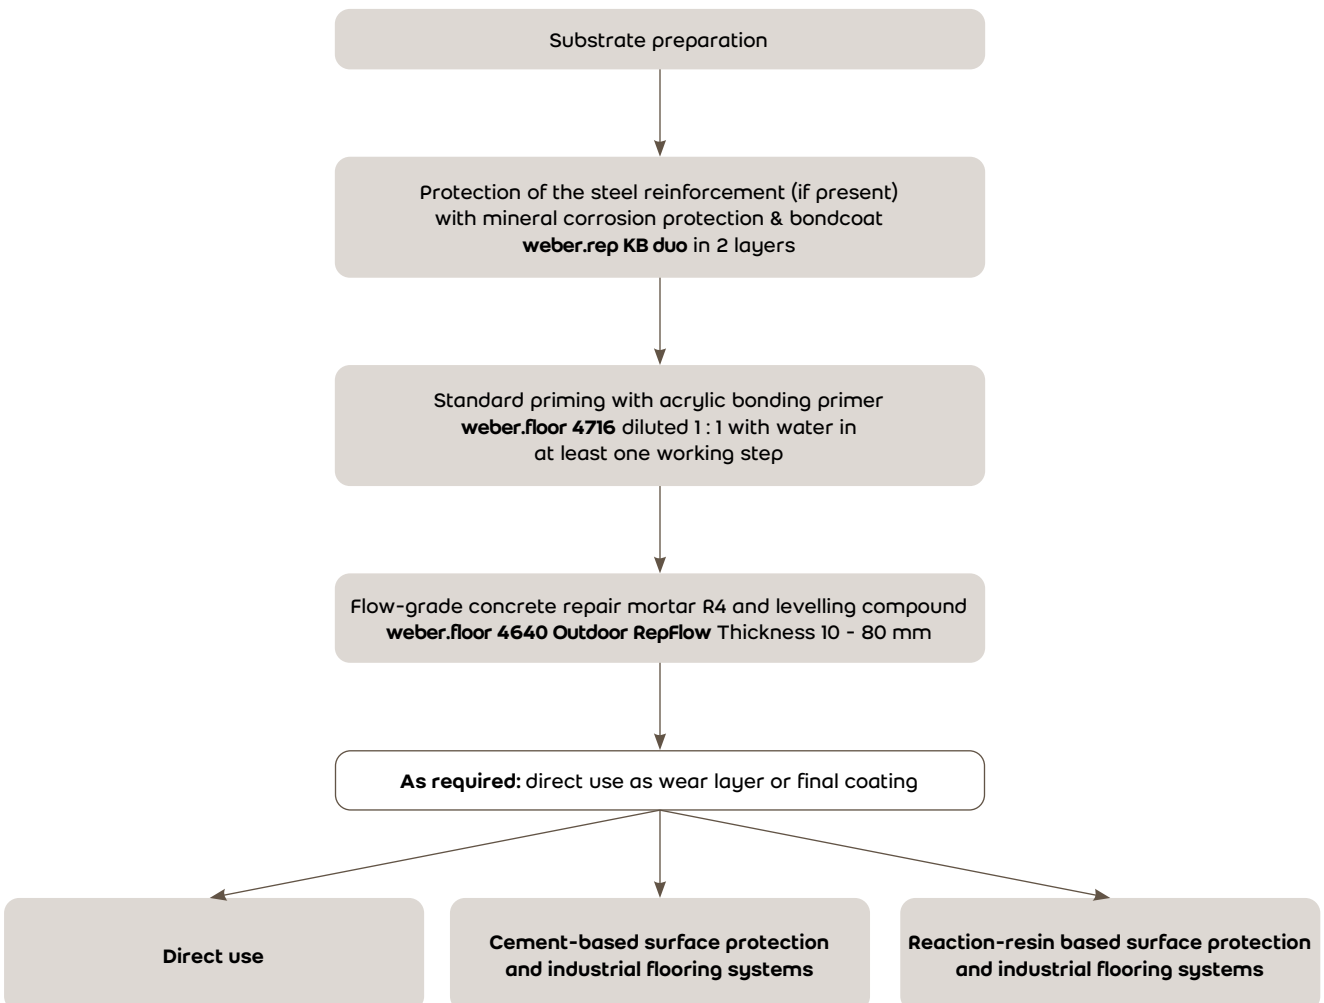 Substrate preparation
Protection of the steel reinforcement (if present)
with mineral corrosion protection & bondcoat
weber.rep KB duo in 2 layers
Standard priming with acrylic bonding primer
weber.floor 4716 diluted 1 : 1 with water in
at least one working step
Flow-grade concrete repair mortar R4 and levelling compound
weber.floor 4640 Outdoor RepFlow Thickness 10 - 80 mm
As required: direct use as wear layer or final coating
Direct use
Cement-based surface protection
and industrial flooring systems
Reaction-resin based surface protection
and industrial flooring systems